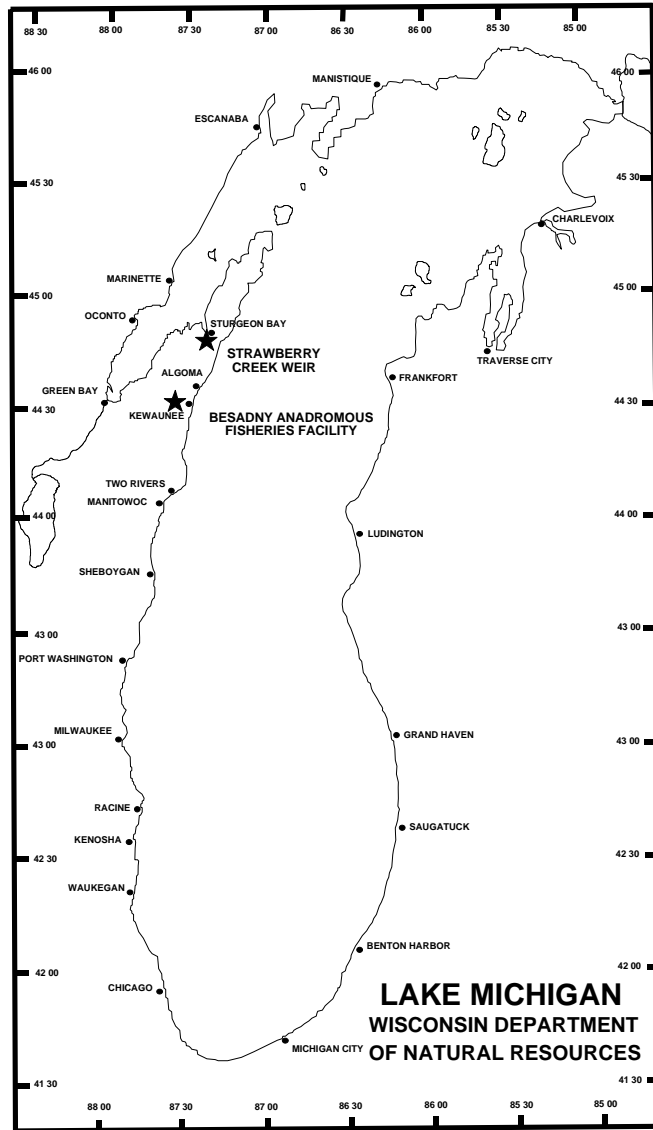 88 30 88 00 87 30 87 00 86 30 86 00 85 30 85 00
46 00 46 00
MANISTIQUE
ESCANABA
45 30 45 30
CHARLEVOIX
MARINETTE
45 00 45 00
OCONTO
STURGEON BAY
STRAWBERRY
CREEK WEIR
TRAVERSE CITY
ALGOMA
FRANKFORT
GREEN BAY
44 30 44 30
KEWAUNEE
BESADNY ANADROMOUS
FISHERIES FACILITY
TWO RIVERS
MANITOWOC
44 00 44 00
LUDINGTON
SHEBOYGAN
43 00 43 00
PORT WASHINGTON
MILWAUKEE
GRAND HAVEN
43 00 43 00
RACINE
SAUGATUCK
KENOSHA
42 30 42 30
WAUKEGAN
BENTON HARBOR
42 00 42 00
CHICAGO
LAKE MICHIGAN
WISCONSIN DEPARTMENT
OF NATURAL RESOURCES
MICHIGAN CITY
41 30 41 30
88 00 87 30 87 00 86 30 86 00 85 30 85 00